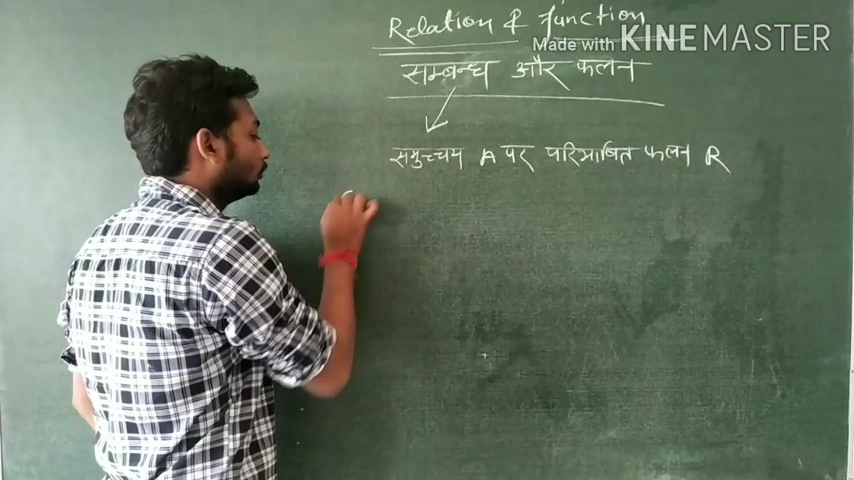 Relation & function
Made with KINEMASTER
सम्बन्ध और फलन
समुच्चय A पर परिभाषित फलन R